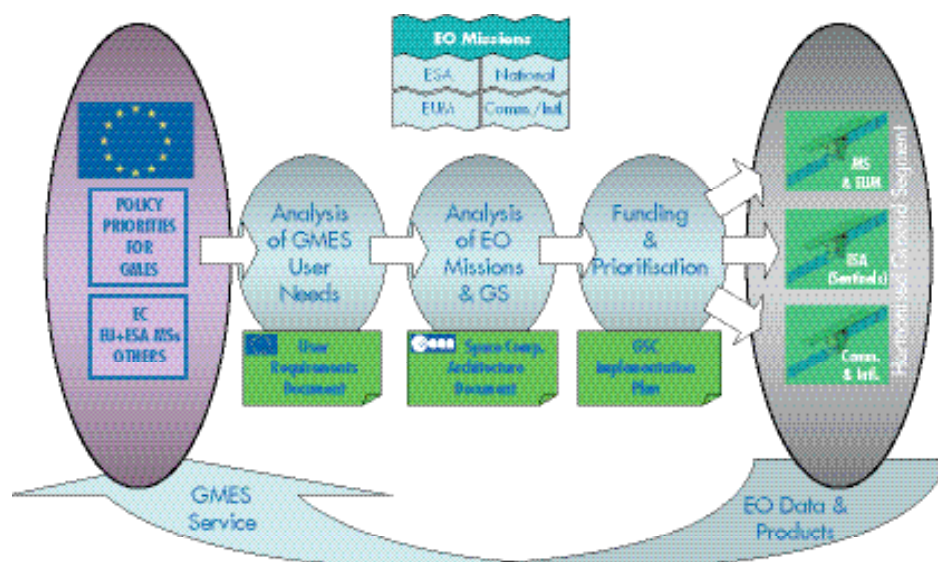 EO Missions
ESA National
EUM Comm./Intl.
POLICY
PRIORITIES
FOR
GMES
EC
EU+ESA MSs
OTHERS
Analysis
of GMES
User
Needs
User
Requirements
Document
Analysis
of EO
Missions
& GS
esa Space Comp.
Architecture
Document
Funding
&
Prioritisation
GSC
Implementation
Plan
MS
& EUM
ESA
(Sentinels)
Comm.
& Intl.
Harmonised Ground Segment
GMES
Service
EO Data &
Products